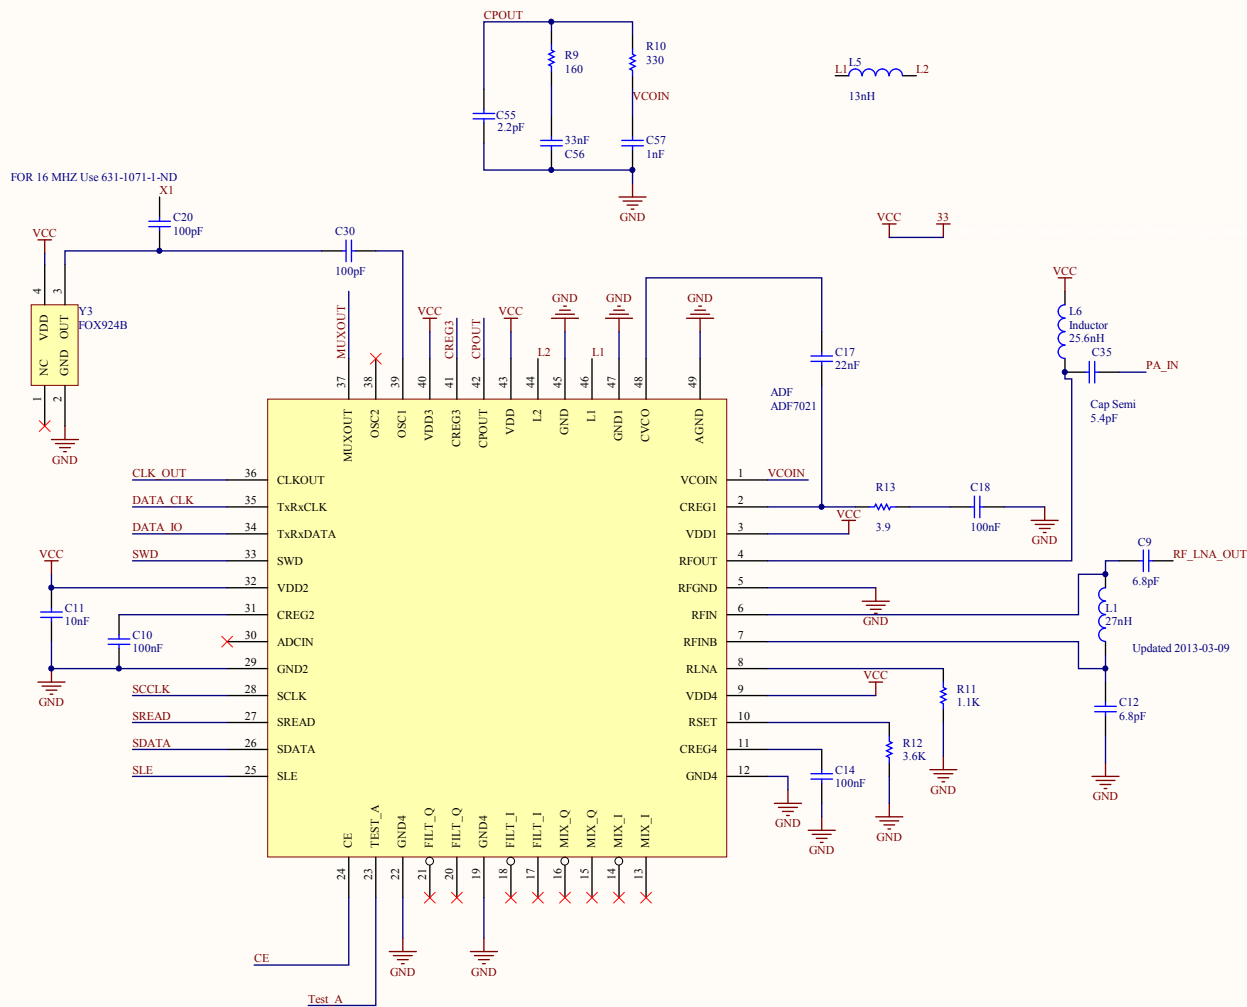 CPOUT
R9
160
R10
330
VCOIN
C55
2.2pF
33nF
C56
C57
1nF
GND
L1
L5
L2
13nH
FOR 16 MHZ Use 631-1071-1-ND
X1
C20
100pF
C30
100pF
VCC
4
3
VDD
OUT
NC
GND
1
2
Y3
FOX924B
GND
VCC
33
MUXOUT
VCC
CREG3
CPOUT
VCC
L2
GND
L1
GND
GND
37
38
39
40
41
42
43
44
45
46
47
48
49
MUXOUT
OSC2
OSC1
VDD3
CREG3
CPOUT
VDD
L2
GND
L1
GND1
CVCO
AGND
C17
22nF
ADF
ADF7021
VCC
L6
Inductor
25.6nH
C35
PA_IN
Cap Semi
5.4pF
CLK_OUT
36
CLKOUT
DATA_CLK
35
TxRxCLK
DATA_IO
34
TxRxDATA
SWD
33
SWD
VCC
32
VDD2
31
CREG2
C11
10nF
C10
100nF
30
ADCIN
29
GND2
GND
SCCLK
28
SCLK
SREAD
27
SREAD
SDATA
26
SDATA
SLE
25
SLE
VCOIN
1
VCOIN
CREG1
2
R13
3.9
C18
100nF
GND
VDD1
3
VCC
RFOUT
4
RFGND
5
GND
RFIN
6
RFINB
7
RLNA
8
VDD4
9
VCC
RSET
10
CREG4
11
GND4
12
C9
6.8pF
RF_LNA_OUT
L1
27nH
Updated 2013-03-09
C12
6.8pF
GND
R11
1.1K
GND
R12
3.6K
GND
C14
100nF
GND
GND
CE
TEST_A
GND4
FILT_Q
FILT_Q
GND4
FILT_I
FILT_I
MIX_Q
MIX_Q
MIX_I
MIX_I
24
23
22
21
20
19
18
17
16
15
14
13
GND
GND
CE
Test_A